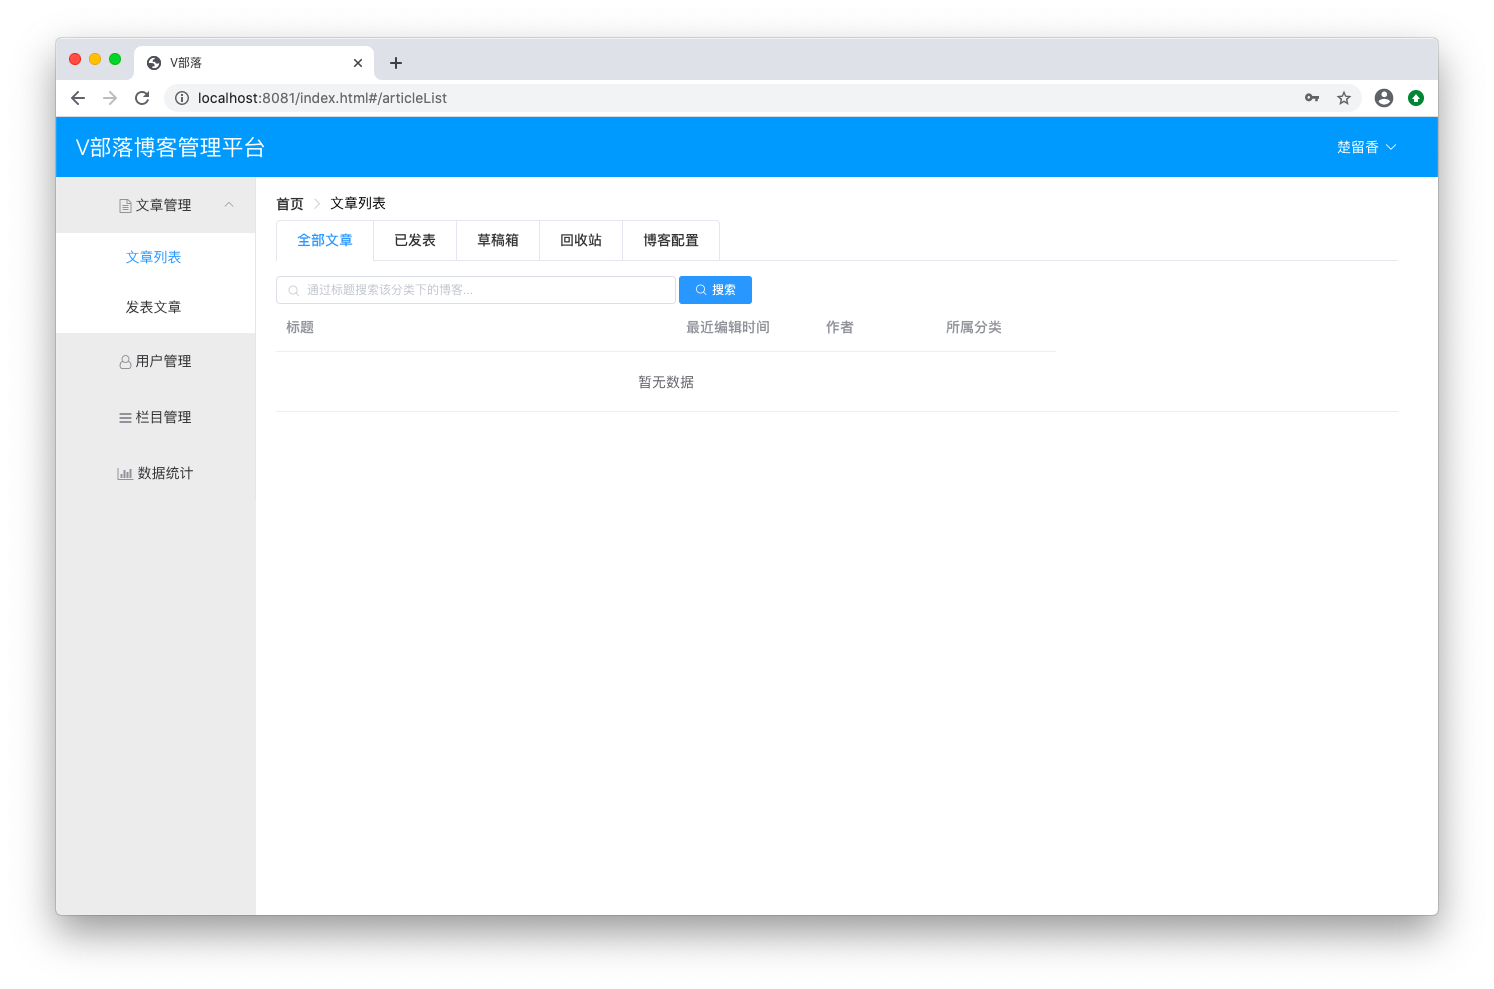 V部落
localhost:8081/index.html#/articleList
V部落博客管理平台
楚留香
文章管理
文章列表
发表文章
用户管理
栏目管理
数据统计
首页 文章列表
全部文章 已发表 草稿箱 回收站 博客配置
通过标题搜索该分类下的博客... 搜索
标题 最近编辑时间 作者 所属分类
暂无数据